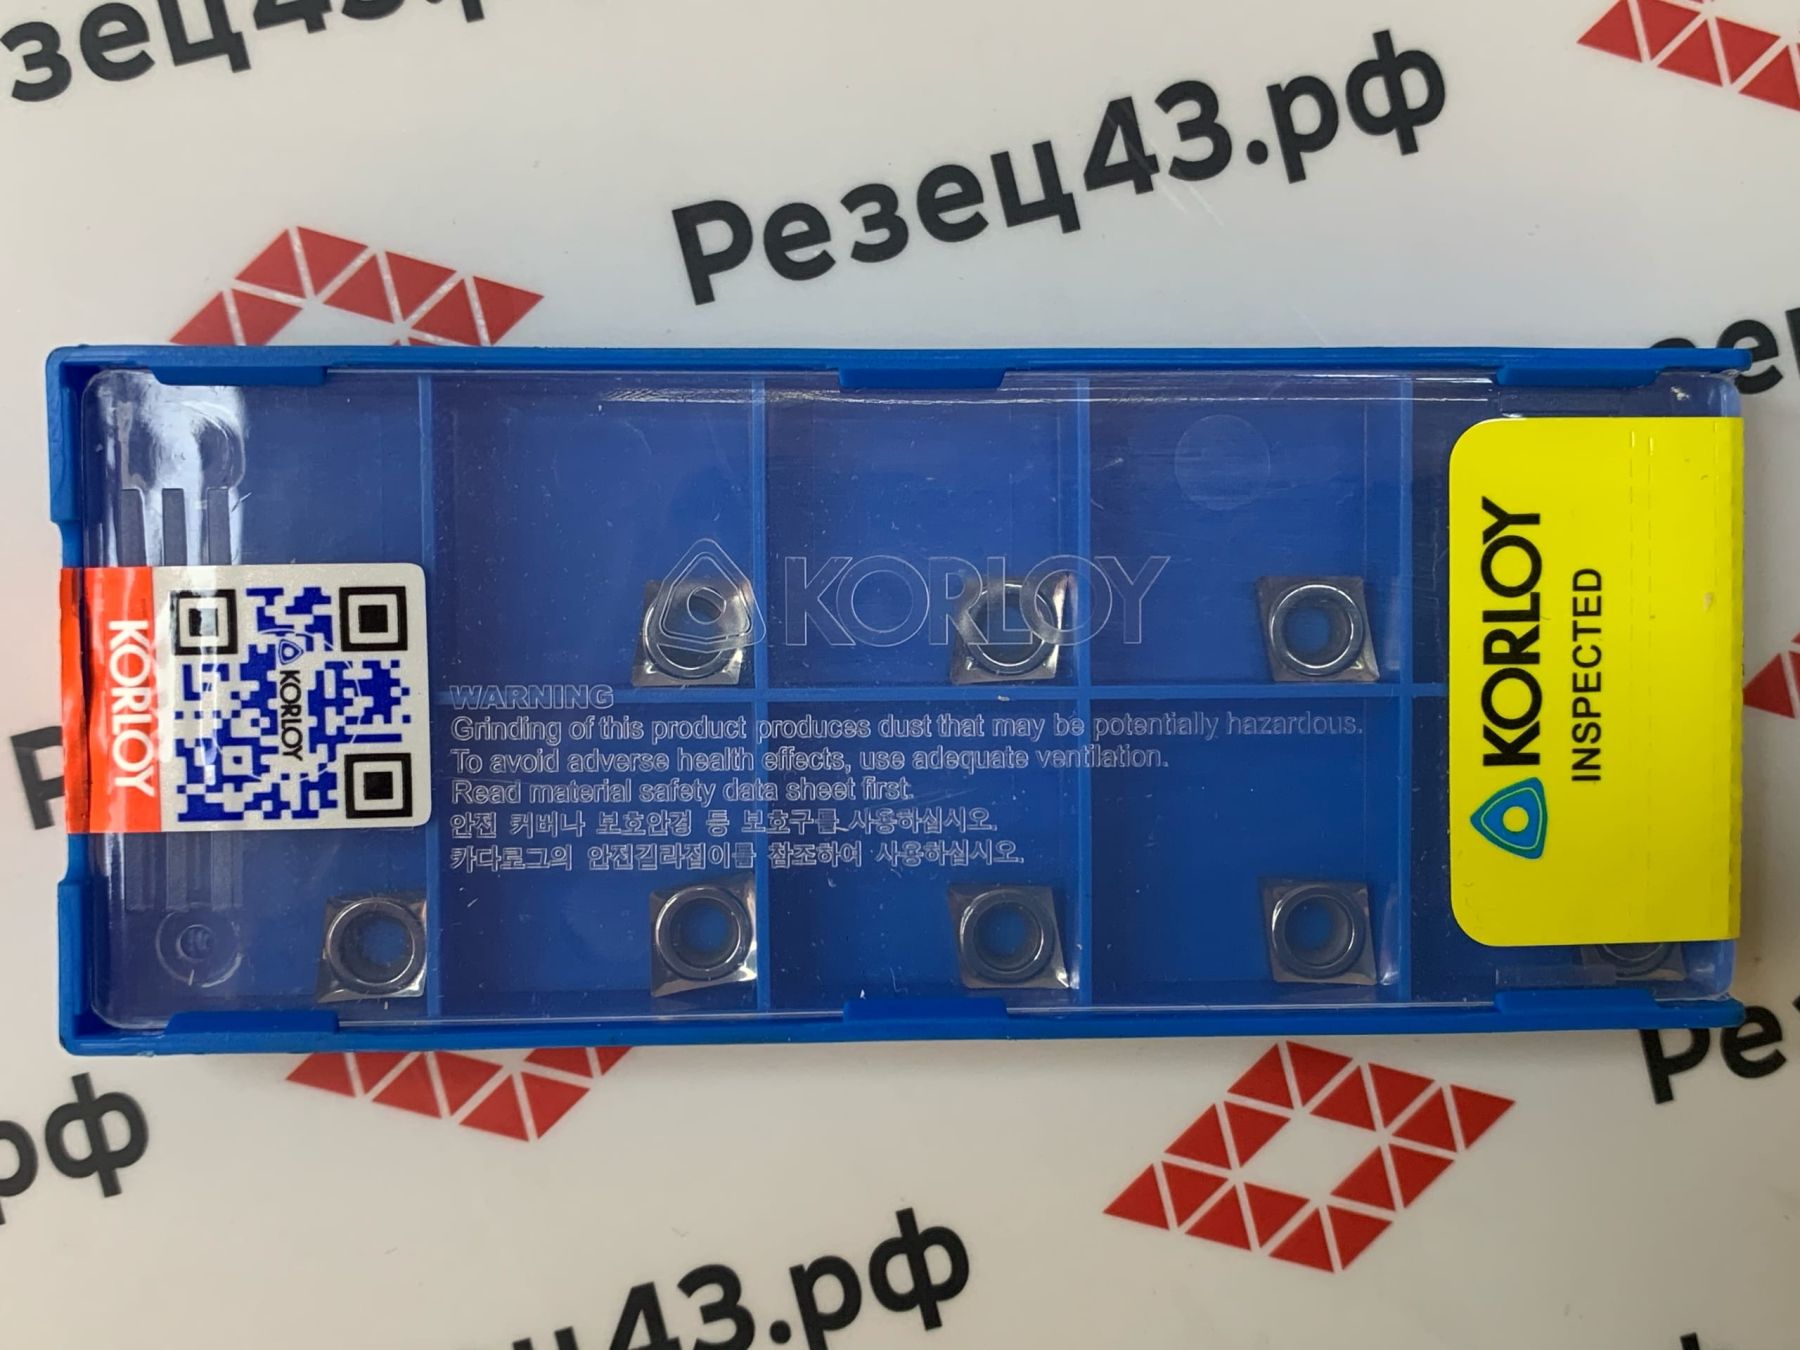 Резец43.рф
KORLOY
KORLOY
KORLOY
WARNING
Grinding of this product produces dust that may be potentially hazardous.
To avoid adverse health effects, use adequate ventilation.
Read material safety data sheet first.
안전 커버나 보호안경 등 보호구를 사용하십시오.
카다로그의 안전길라잡이를 참조하여 사용하십시오.
KORLOY
INSPECTED
зец43.р
ре
Р
ре
рф
ц43.рф